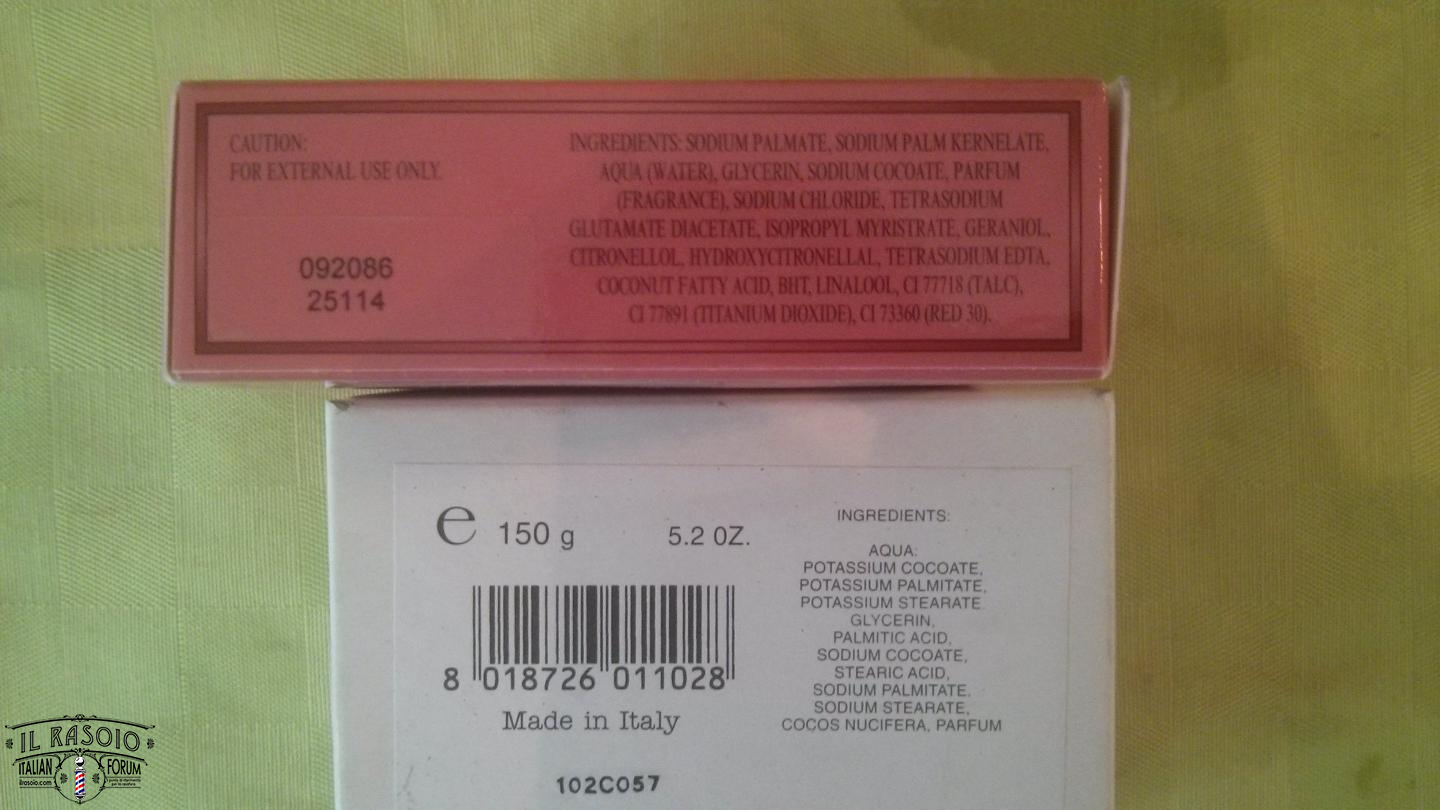 CAUTION:
FOR EXTERNAL USE ONLY.
092086
25114
INGREDIENTS: SODIUM PALMATE, SODIUM PALM KERNELATE,
AQUA (WATER), GLYCERIN, SODIUM COCOATE, PARFUM
(FRAGRANCE), SODIUM CHLORIDE, TETRASODIUM
GLUTAMATE DIACETATE, ISOPROPYL MYRISTRATE, GERANIOL,
CITRONELLOL, HYDROXYCITRONELLAL, TETRASODIUM EDTA,
COCONUT FATTY ACID, BHT, LINALOOL, CI 77718 (TALC),
CI 77891 (TITANIUM DIOXIDE), CI 73360 (RED 30).
e 150 g 5.2 0Z.
8 018726 011028
Made in Italy
102C057
INGREDIENTS:
AQUA:
POTASSIUM COCOATE,
POTASSIUM PALMITATE,
POTASSIUM STEARATE
GLYCERIN,
PALMITIC ACID,
SODIUM COCOATE,
STEARIC ACID,
SODIUM PALMITATE.
SODIUM STEARATE,
COCOS NUCIFERA, PARFUM
IL RASOIO
ITALIAN FORUM
ilrasoio.com